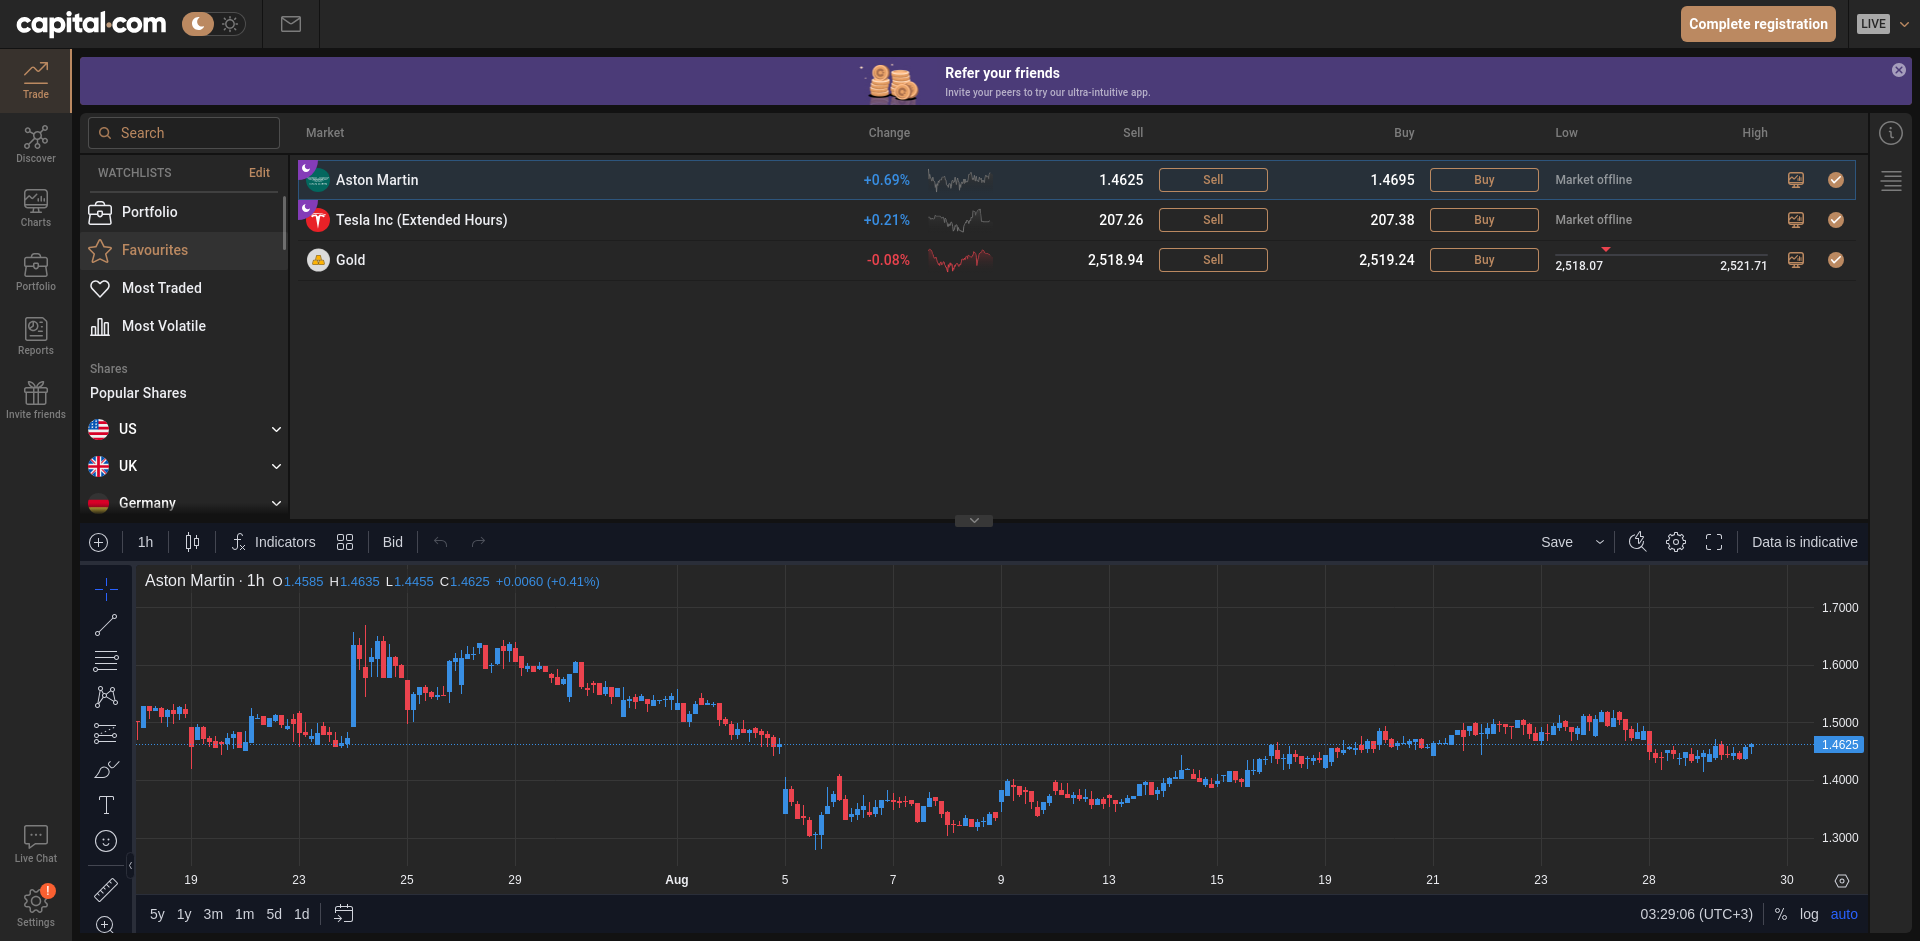 capital.com
Complete registration
LIVE
Trade
Discover
Charts
Portfolio
Reports
Invite friends
Live Chat
!
Settings
Refer your friends
Invite your peers to try our ultra-intuitive app.
Search
Market Change Sell Buy Low High
WATCHLISTS Edit
Portfolio
Favourites
Most Traded
Most Volatile
Shares
Popular Shares
US
UK
Germany
Aston Martin +0.69% 1.4625 Sell 1.4695 Buy Market offline
Tesla Inc (Extended Hours) +0.21% 207.26 Sell 207.38 Buy Market offline
Gold -0.08% 2,518.94 Sell 2,519.24 Buy 2,518.07 2,521.71
1h Indicators Bid Save Data is indicative
Aston Martin · 1h O1.4585 H1.4635 L1.4455 C1.4625 +0.0060 (+0.41%)
1.7000
1.6000
1.5000
1.4625
1.4000
1.3000
19 23 25 29 Aug 5 7 9 13 15 19 21 23 28 30
5y 1y 3m 1m 5d 1d 03:29:06 (UTC+3) % log auto